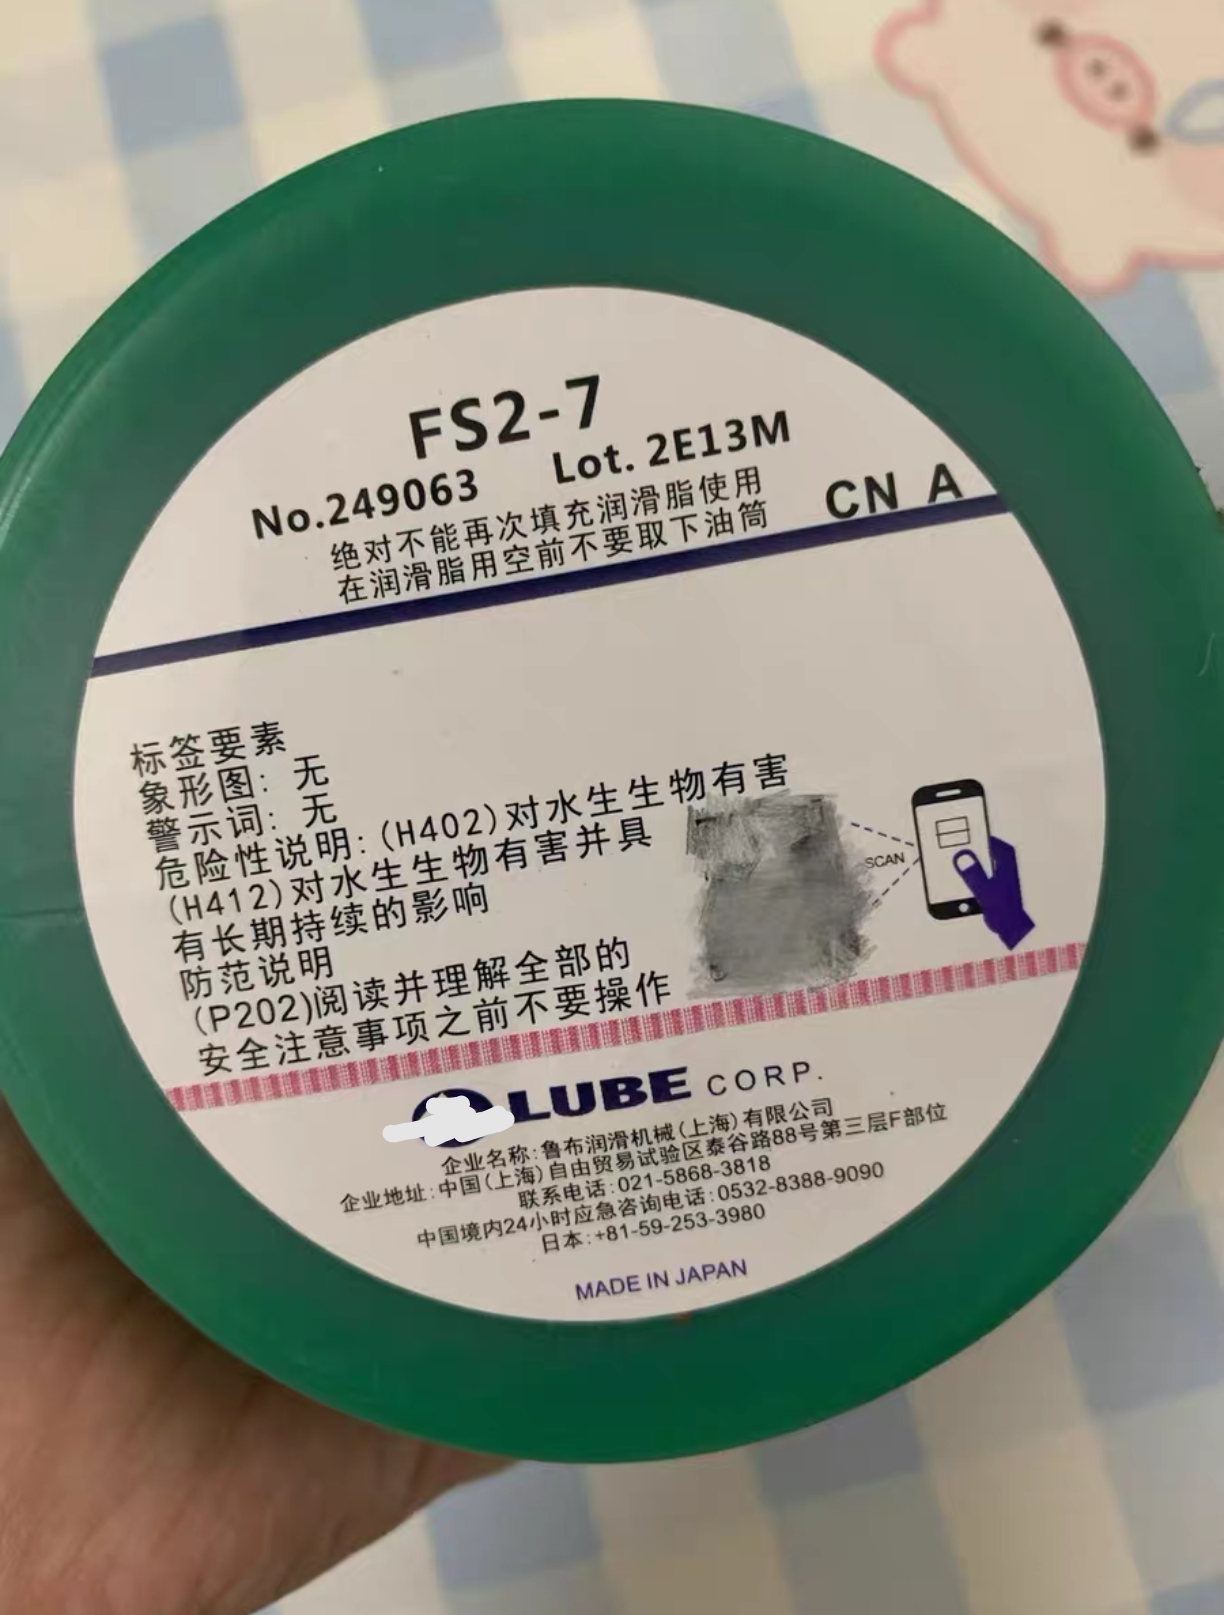 FS2-7
No.249063 Lot. 2E13M
绝对不能再次填充润滑脂使用
在润滑脂用空前不要取下油筒
CN A
标签要素
象形图: 无
警示词: 无
危险性说明: (H402)对水生生物有害
(H412)对水生生物有害并具
有长期持续的影响
防范说明
(P202)阅读并理解全部的
安全注意事项之前不要操作
SCAN
LUBE CORP.
企业名称:鲁布润滑机械(上海)有限公司
企业地址:中国(上海)自由贸易试验区泰谷路88号第三层F部位
联系电话:021-5868-3818
中国境内24小时应急咨询电话:0532-8388-9090
日本:+81-59-253-3980
MADE IN JAPAN